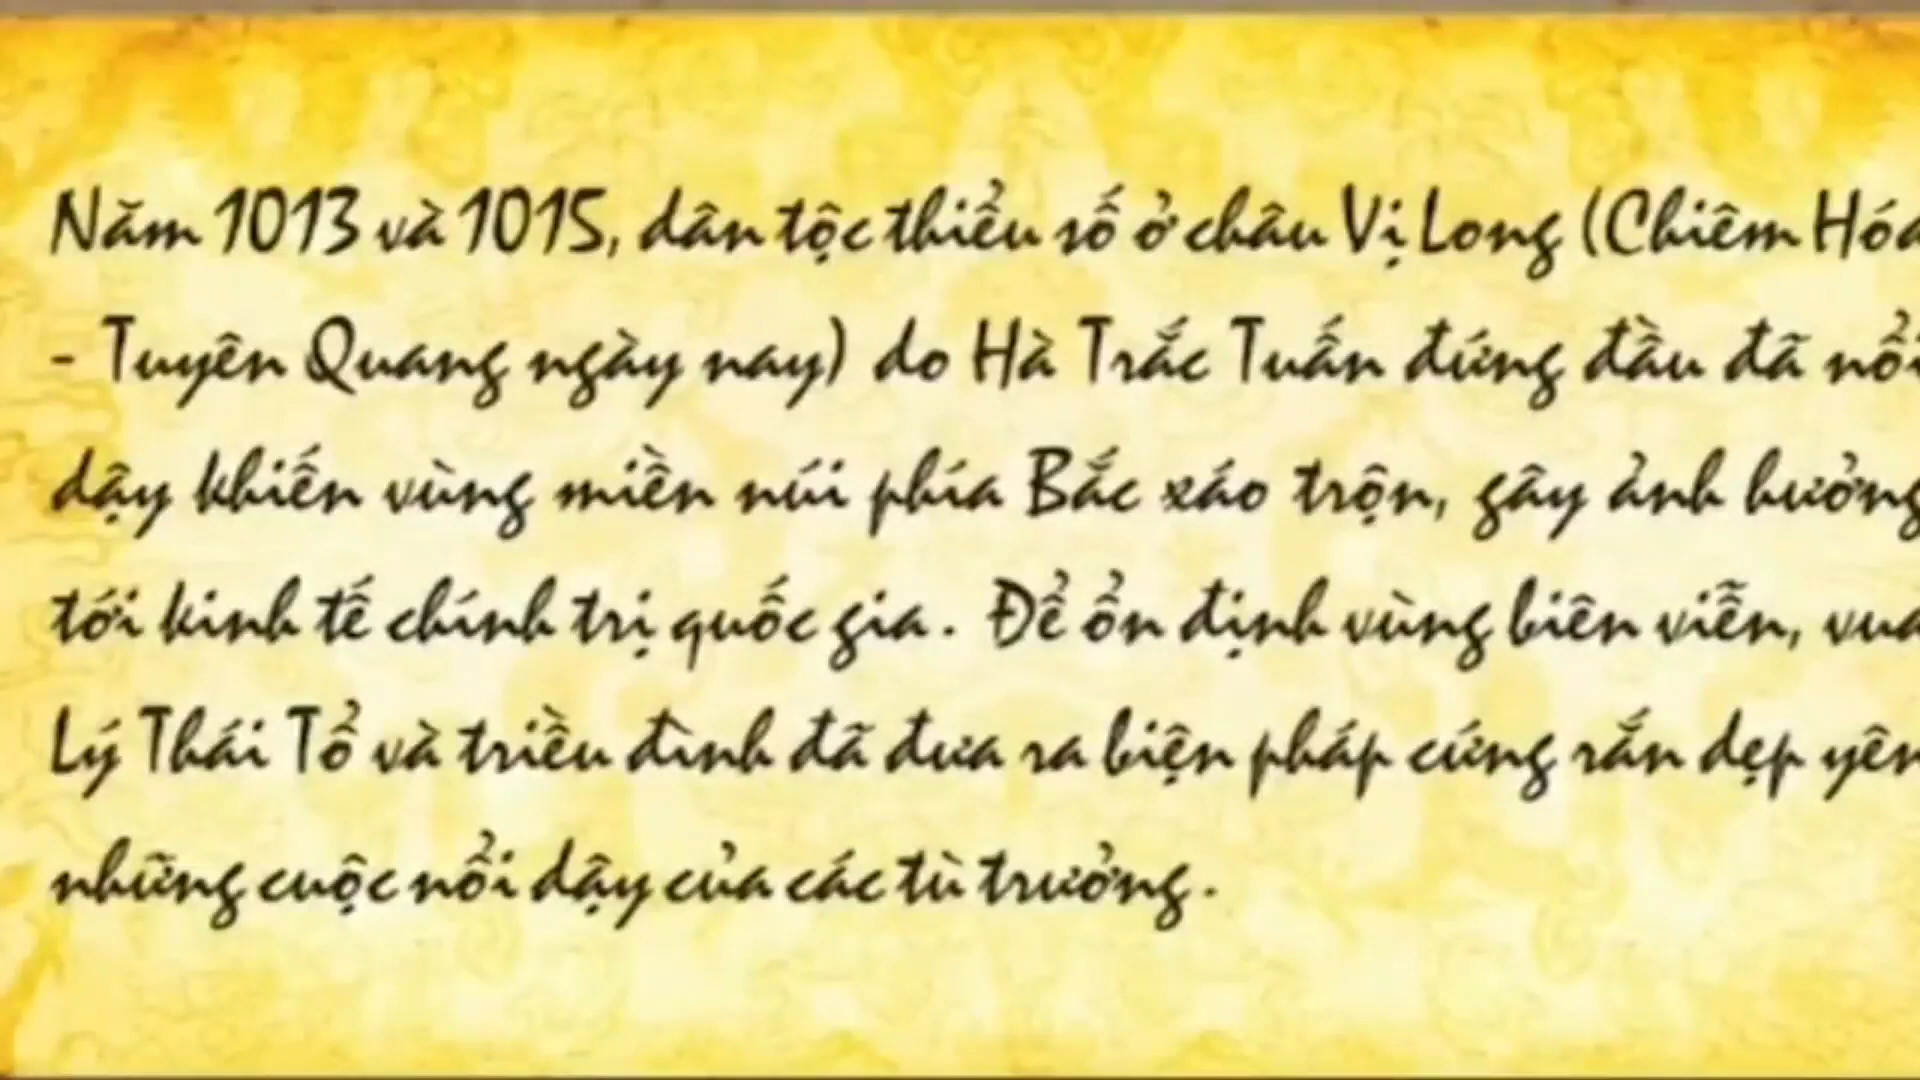 Năm 1013 và 1015, dân tộc thiểu số ở châu Vị Long (Chiêm Hóa
- Tuyên Quang ngày nay) do Hà Trắc Tuấn đứng đầu đã nổi
dậy khiến vùng miền núi phía Bắc xáo trộn, gây ảnh hưởng
tới kinh tế chính trị quốc gia. Để ổn định vùng biên viễn, vua
Lý Thái Tổ và triều đình đã đưa ra biện pháp cứng rắn dẹp yên
những cuộc nổi dậy của các tù trưởng.